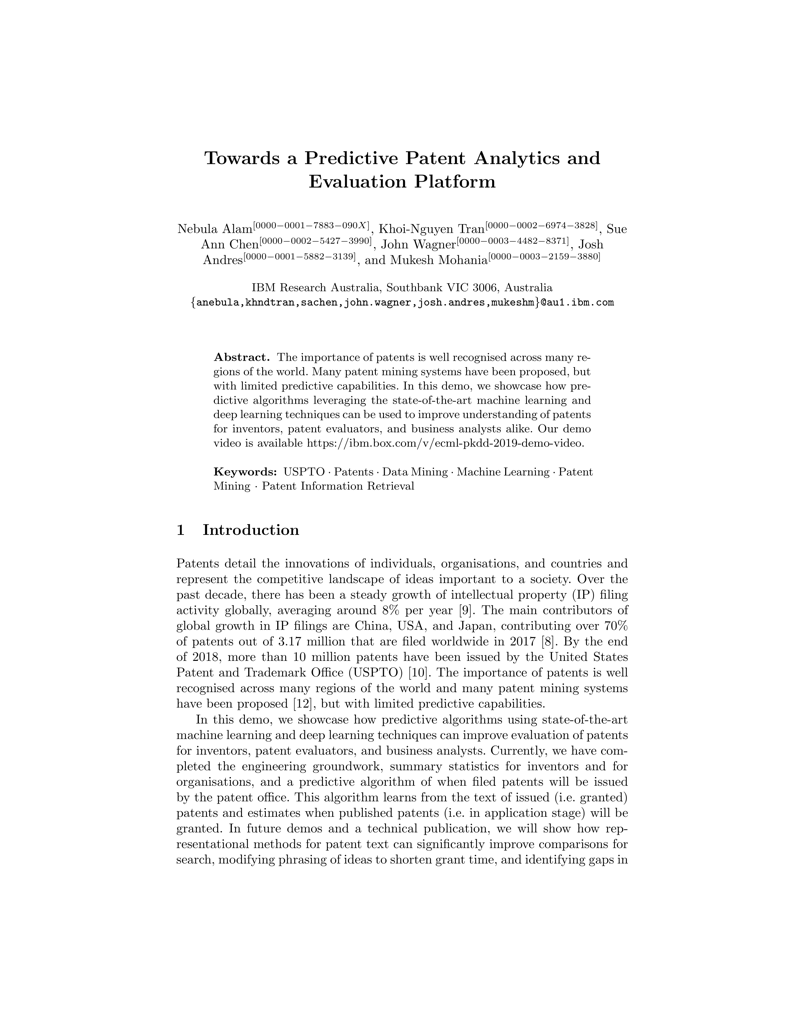 Towards a Predictive Patent Analytics and
Evaluation Platform
Nebula Alam[0000−0001−7883−090X], Khoi-Nguyen Tran[0000−0002−6974−3828], Sue
Ann Chen[0000−0002−5427−3990], John Wagner[0000−0003−4482−8371], Josh
Andres[0000−0001−5882−3139], and Mukesh Mohania[0000−0003−2159−3880]
IBM Research Australia, Southbank VIC 3006, Australia
{anebula,khndtran,sachen,john.wagner,josh.andres,mukeshm}@au1.ibm.com
Abstract. The importance of patents is well recognised across many re-
gions of the world. Many patent mining systems have been proposed, but
with limited predictive capabilities. In this demo, we showcase how pre-
dictive algorithms leveraging the state-of-the-art machine learning and
deep learning techniques can be used to improve understanding of patents
for inventors, patent evaluators, and business analysts alike. Our demo
video is available https://ibm.box.com/v/ecml-pkdd-2019-demo-video.
Keywords: USPTO · Patents · Data Mining · Machine Learning · Patent
Mining · Patent Information Retrieval
1 Introduction
Patents detail the innovations of individuals, organisations, and countries and
represent the competitive landscape of ideas important to a society. Over the
past decade, there has been a steady growth of intellectual property (IP) filing
activity globally, averaging around 8% per year [9]. The main contributors of
global growth in IP filings are China, USA, and Japan, contributing over 70%
of patents out of 3.17 million that are filed worldwide in 2017 [8]. By the end
of 2018, more than 10 million patents have been issued by the United States
Patent and Trademark Office (USPTO) [10]. The importance of patents is well
recognised across many regions of the world and many patent mining systems
have been proposed [12], but with limited predictive capabilities.
In this demo, we showcase how predictive algorithms using state-of-the-art
machine learning and deep learning techniques can improve evaluation of patents
for inventors, patent evaluators, and business analysts. Currently, we have com-
pleted the engineering groundwork, summary statistics for inventors and for
organisations, and a predictive algorithm of when filed patents will be issued
by the patent office. This algorithm learns from the text of issued (i.e. granted)
patents and estimates when published patents (i.e. in application stage) will be
granted. In future demos and a technical publication, we will show how rep-
resentational methods for patent text can significantly improve comparisons for
search, modifying phrasing of ideas to shorten grant time, and identifying gaps in